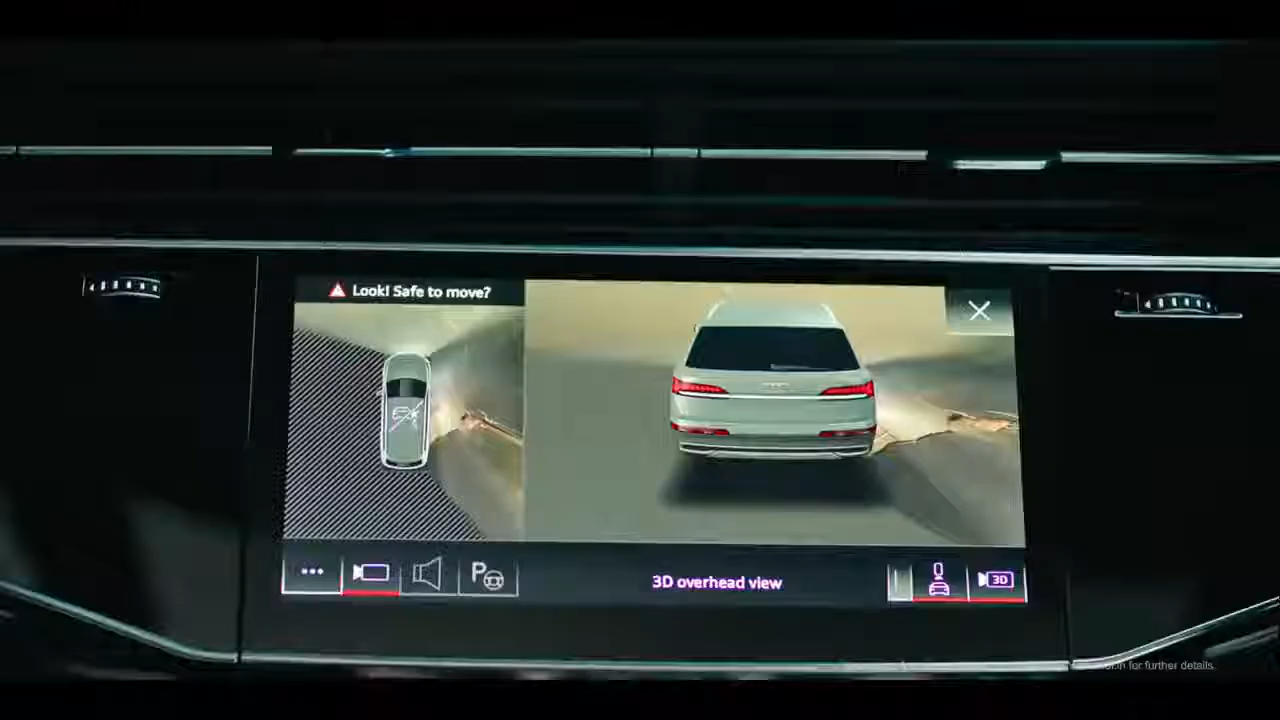 Look! Safe to move?
P
3D overhead view
3D
for further details.